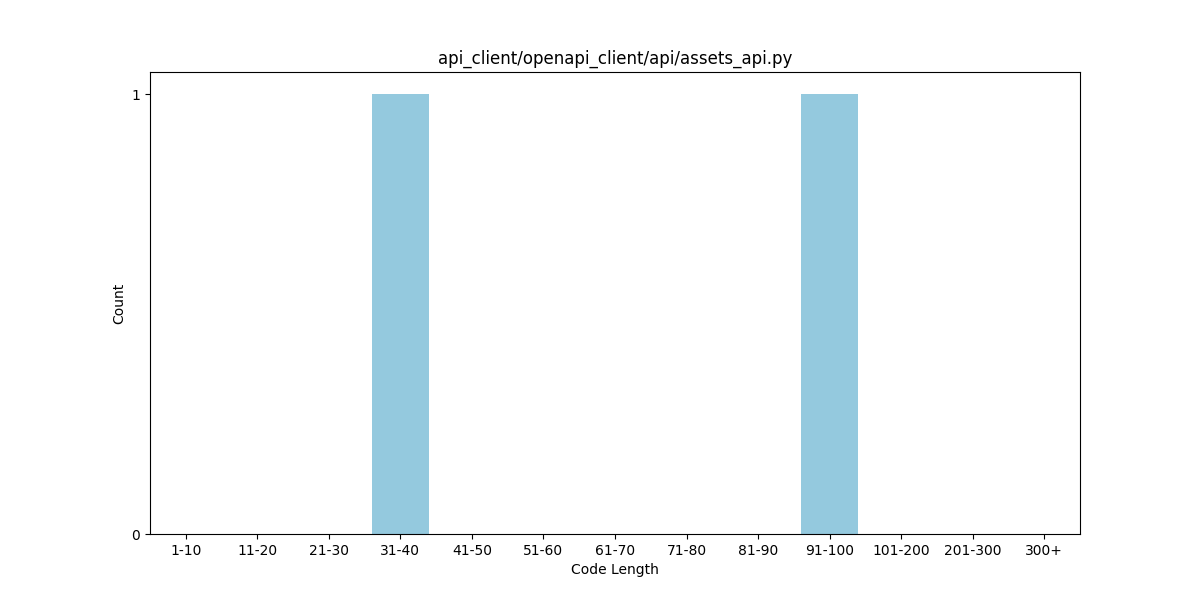 api_client/openapi_client/api/assets_api.py
1
Count
0
1-10 11-20 21-30 31-40 41-50 51-60 61-70 71-80 81-90 91-100 101-200 201-300 300+
Code Length